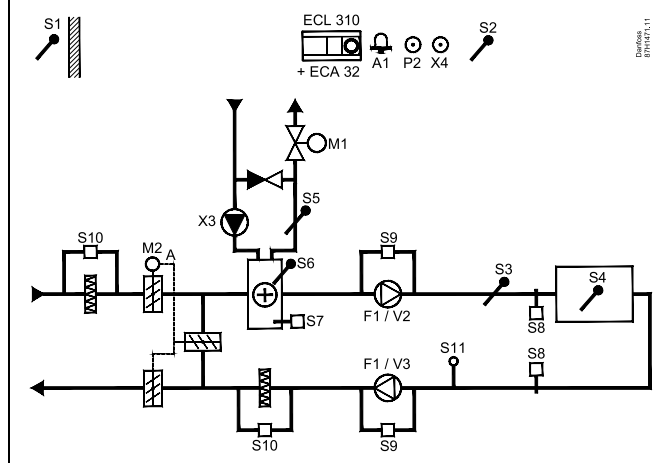 S1
ECL 310
+ ECA 32
A1
P2
X4
S2
Danfoss
87H1471.11
M1
S5
X3
S10
M2
A
S6
S9
S3
S4
S7
F1 / V2
S8
F1 / V3
S11
S8
S10
S9